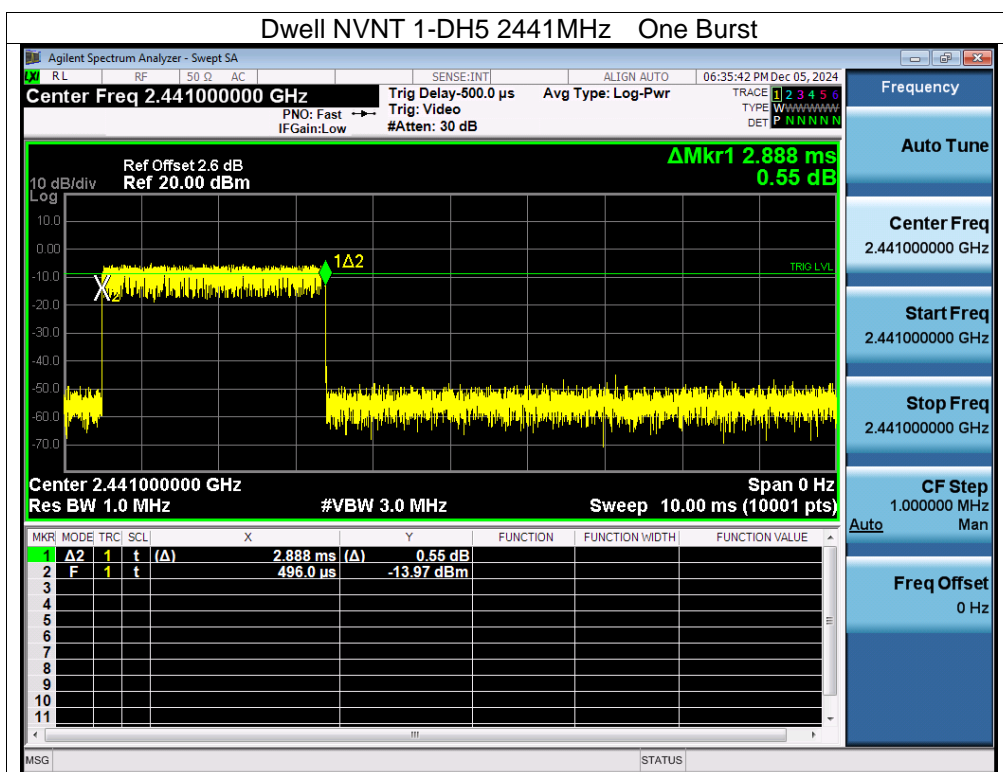 Dwell NVNT 1-DH5 2441MHz    One Burst
Agilent Spectrum Analyzer - Swept SA
LXI RL RF 50 Ω AC SENSE:INT ALIGN AUTO 06:35:42 PM Dec 05, 2024
Center Freq 2.441000000 GHz Trig Delay-500.0 µs Avg Type: Log-Pwr TRACE 1 2 3 4 5 6
PNO: Fast Trig: Video TYPE WWWWWW
IFGain:Low #Atten: 30 dB DET P N N N N N
ΔMkr1 2.888 ms
0.55 dB
Ref Offset 2.6 dB
10 dB/div Ref 20.00 dBm
Log
10.0
0.00
1Δ2
TRIG LVL
-10.0
2
-20.0
-30.0
-40.0
-50.0
-60.0
-70.0
Center 2.441000000 GHz Span 0 Hz
Res BW 1.0 MHz #VBW 3.0 MHz Sweep 10.00 ms (10001 pts)
MKR MODE TRC SCL X Y FUNCTION FUNCTION WIDTH FUNCTION VALUE
1 Δ2 1 t (Δ) 2.888 ms (Δ) 0.55 dB
2 F 1 t 496.0 µs -13.97 dBm
3
4
5
6
7
8
9
10
11
MSG STATUS
Frequency
Auto Tune
Center Freq
2.441000000 GHz
Start Freq
2.441000000 GHz
Stop Freq
2.441000000 GHz
CF Step
1.000000 MHz
Auto Man
Freq Offset
0 Hz